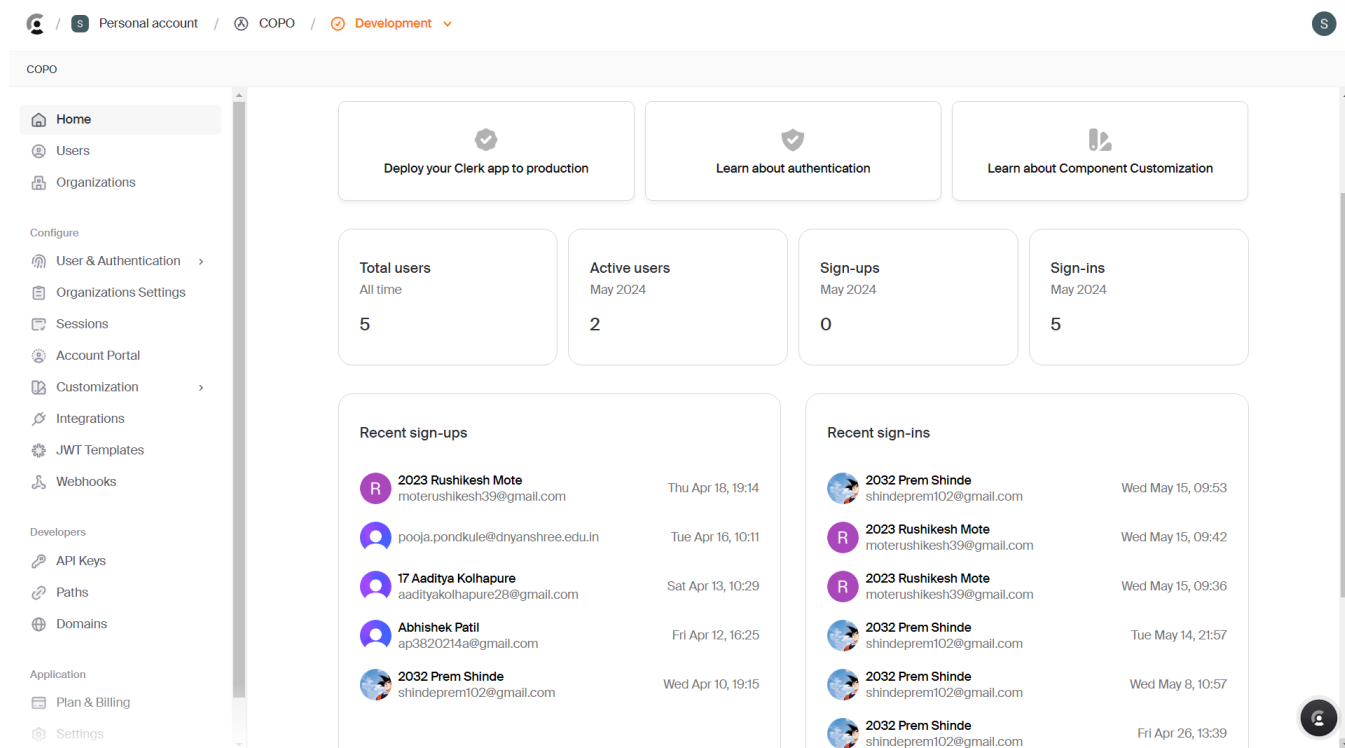 S Personal account / COPO / Development
S
COPO
Home
Users
Organizations
Configure
User & Authentication
Organizations Settings
Sessions
Account Portal
Customization
Integrations
JWT Templates
Webhooks
Developers
API Keys
Paths
Domains
Application
Plan & Billing
Settings
Deploy your Clerk app to production
Learn about authentication
Learn about Component Customization
Total users
All time
5
Active users
May 2024
2
Sign-ups
May 2024
0
Sign-ins
May 2024
5
Recent sign-ups
R 2023 Rushikesh Mote
moterushikesh39@gmail.com
Thu Apr 18, 19:14
pooja.pondkule@dnyanshree.edu.in
Tue Apr 16, 10:11
17 Aaditya Kolhapure
aadityakolhapure28@gmail.com
Sat Apr 13, 10:29
Abhishek Patil
ap3820214a@gmail.com
Fri Apr 12, 16:25
2032 Prem Shinde
shindeprem102@gmail.com
Wed Apr 10, 19:15
Recent sign-ins
2032 Prem Shinde
shindeprem102@gmail.com
Wed May 15, 09:53
R 2023 Rushikesh Mote
moterushikesh39@gmail.com
Wed May 15, 09:42
R 2023 Rushikesh Mote
moterushikesh39@gmail.com
Wed May 15, 09:36
2032 Prem Shinde
shindeprem102@gmail.com
Tue May 14, 21:57
2032 Prem Shinde
shindeprem102@gmail.com
Wed May 8, 10:57
2032 Prem Shinde
shindeprem102@gmail.com
Fri Apr 26, 13:39